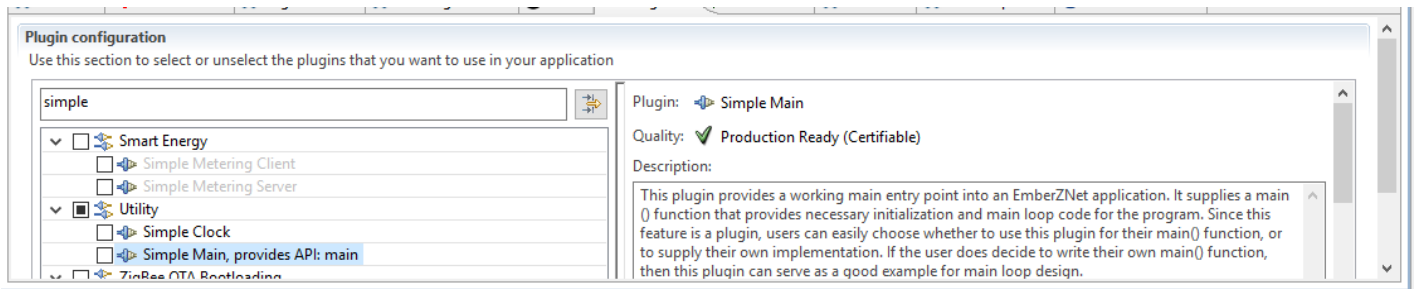 Plugin configuration
Use this section to select or unselect the plugins that you want to use in your application
simple
Smart Energy
Simple Metering Client
Simple Metering Server
Utility
Simple Clock
Simple Main, provides API: main
ZigBee OTA Bootloading
Plugin: Simple Main
Quality: Production Ready (Certifiable)
Description:
This plugin provides a working main entry point into an EmberZNet application. It supplies a main
() function that provides necessary initialization and main loop code for the program. Since this
feature is a plugin, users can easily choose whether to use this plugin for their main() function, or
to supply their own implementation. If the user does decide to write their own main() function,
then this plugin can serve as a good example for main loop design.